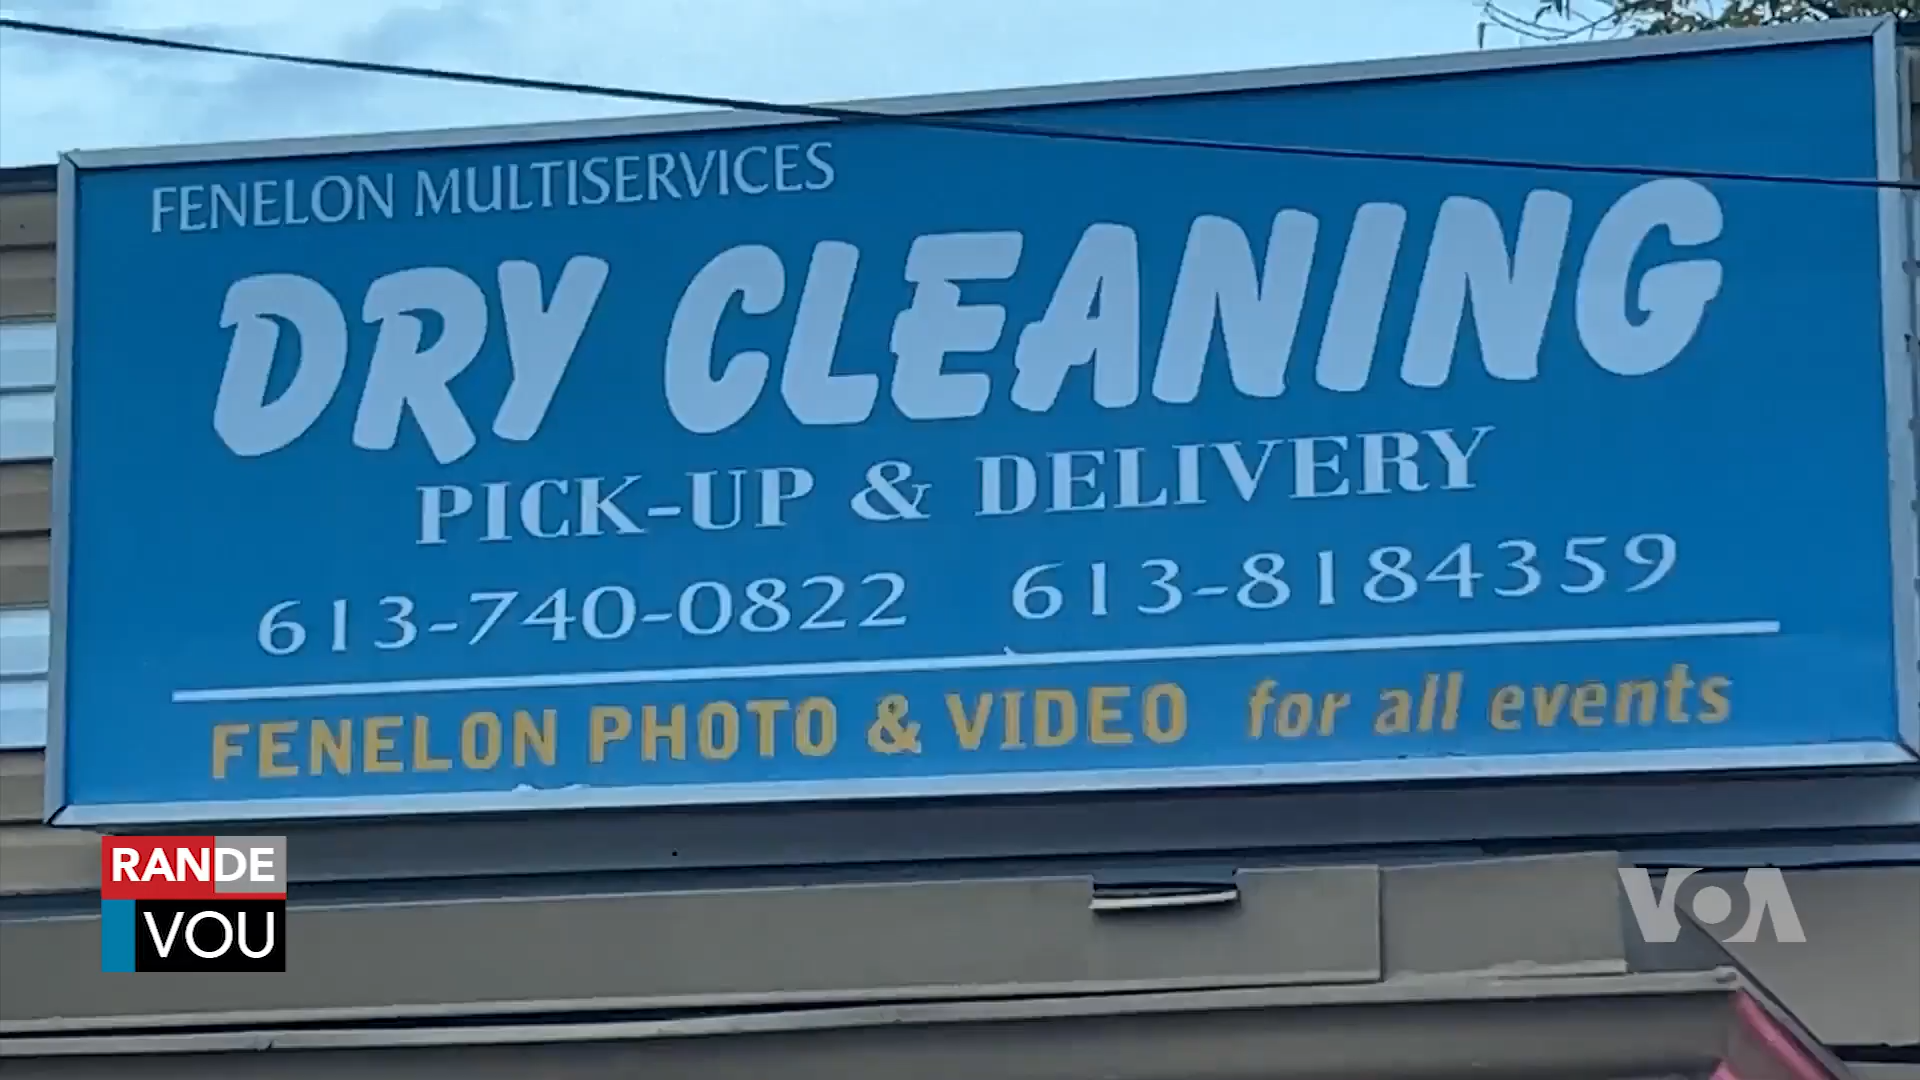 FENELON MULTISERVICES
DRY CLEANING
PICK-UP & DELIVERY
613-740-0822 613-8184359
FENELON PHOTO & VIDEO for all events
RANDE
VOU
VOA